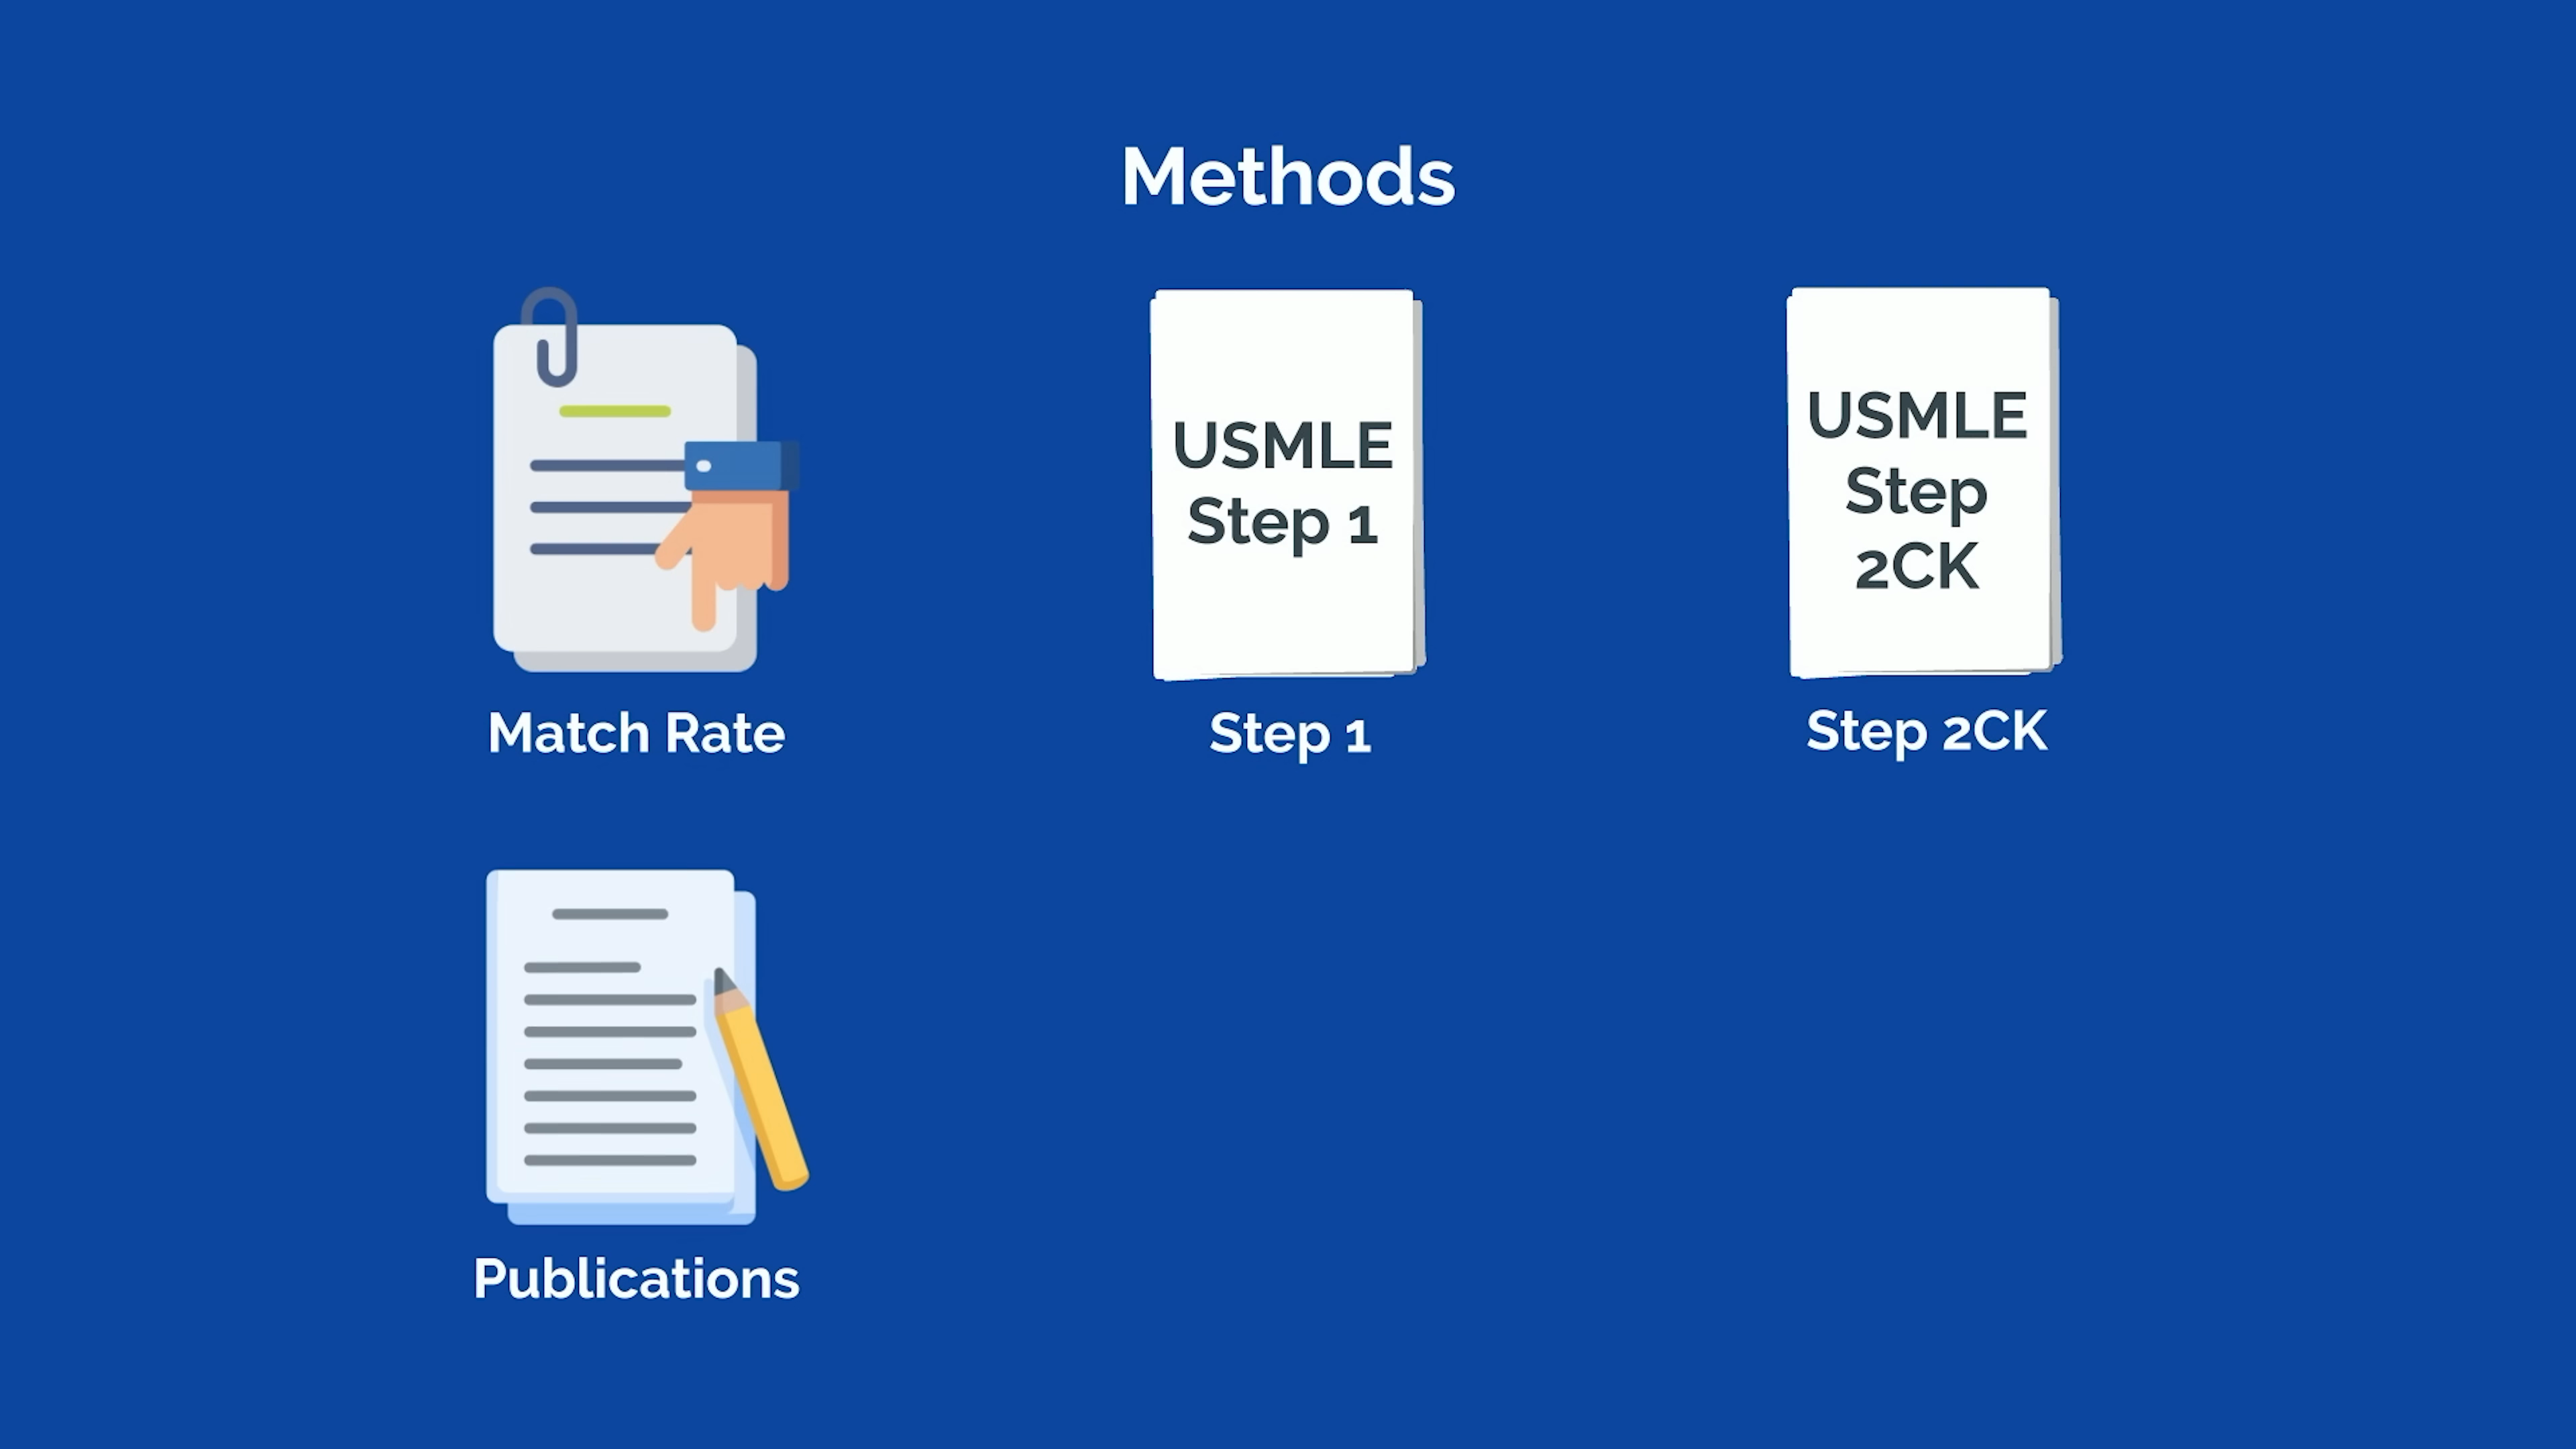 Methods
USMLE
Step 1
USMLE
Step
2CK
Match Rate
Step 1
Step 2CK
Publications